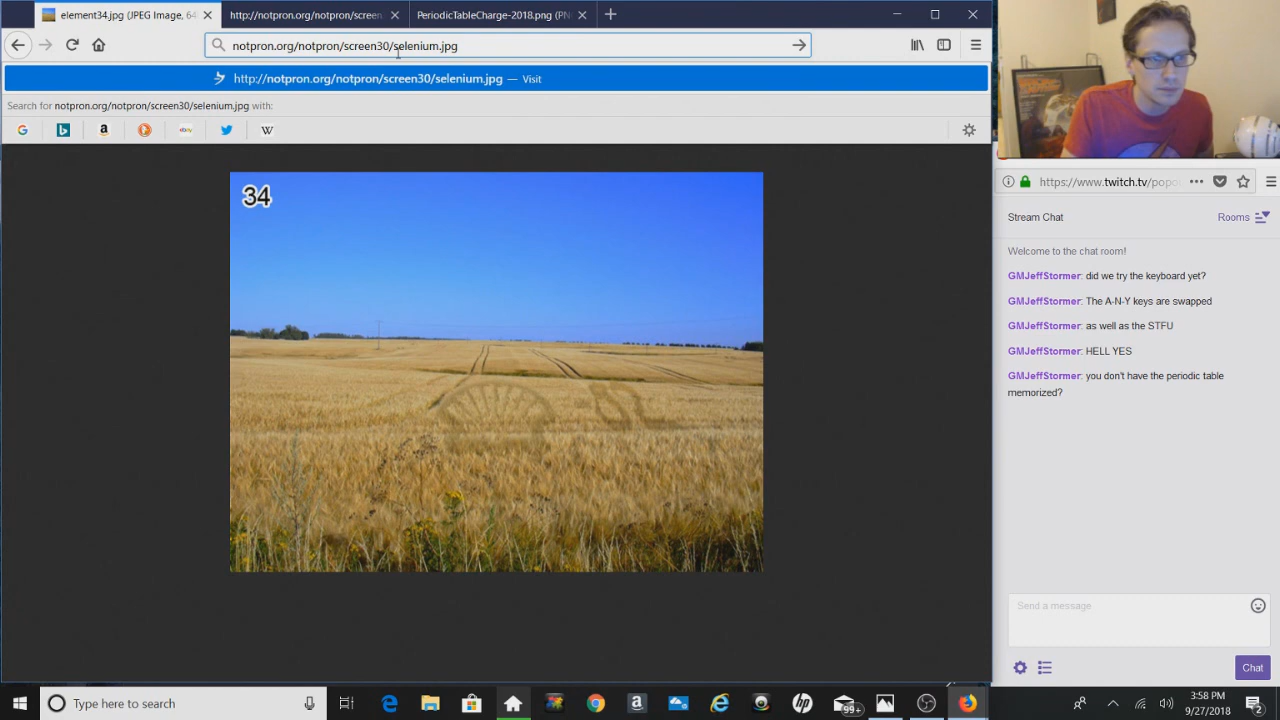 element34.jpg (JPEG Image, 64
http://notpron.org/notpron/screen
PeriodicTableCharge-2018.png (PN
notpron.org/notpron/screen30/selenium.jpg
http://notpron.org/notpron/screen30/selenium.jpg — Visit
Search for notpron.org/notpron/screen30/selenium.jpg with:
34
https://www.twitch.tv/popo
Stream Chat
Rooms
Welcome to the chat room!
GMJeffStormer: did we try the keyboard yet?
GMJeffStormer: The A-N-Y keys are swapped
GMJeffStormer: as well as the STFU
GMJeffStormer: HELL YES
GMJeffStormer: you don't have the periodic table
memorized?
Send a message
Chat
Type here to search
99+
3:58 PM
9/27/2018
2